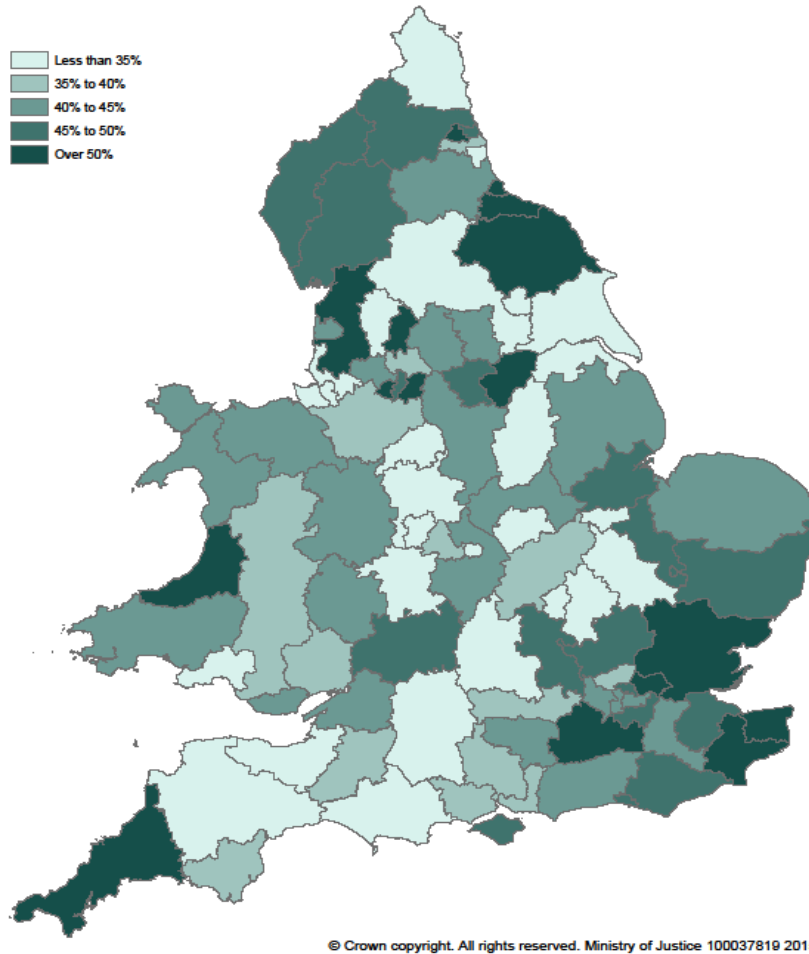 Less than 35%
35% to 40%
40% to 45%
45% to 50%
Over 50%
© Crown copyright. All rights reserved. Ministry of Justice 100037819 201